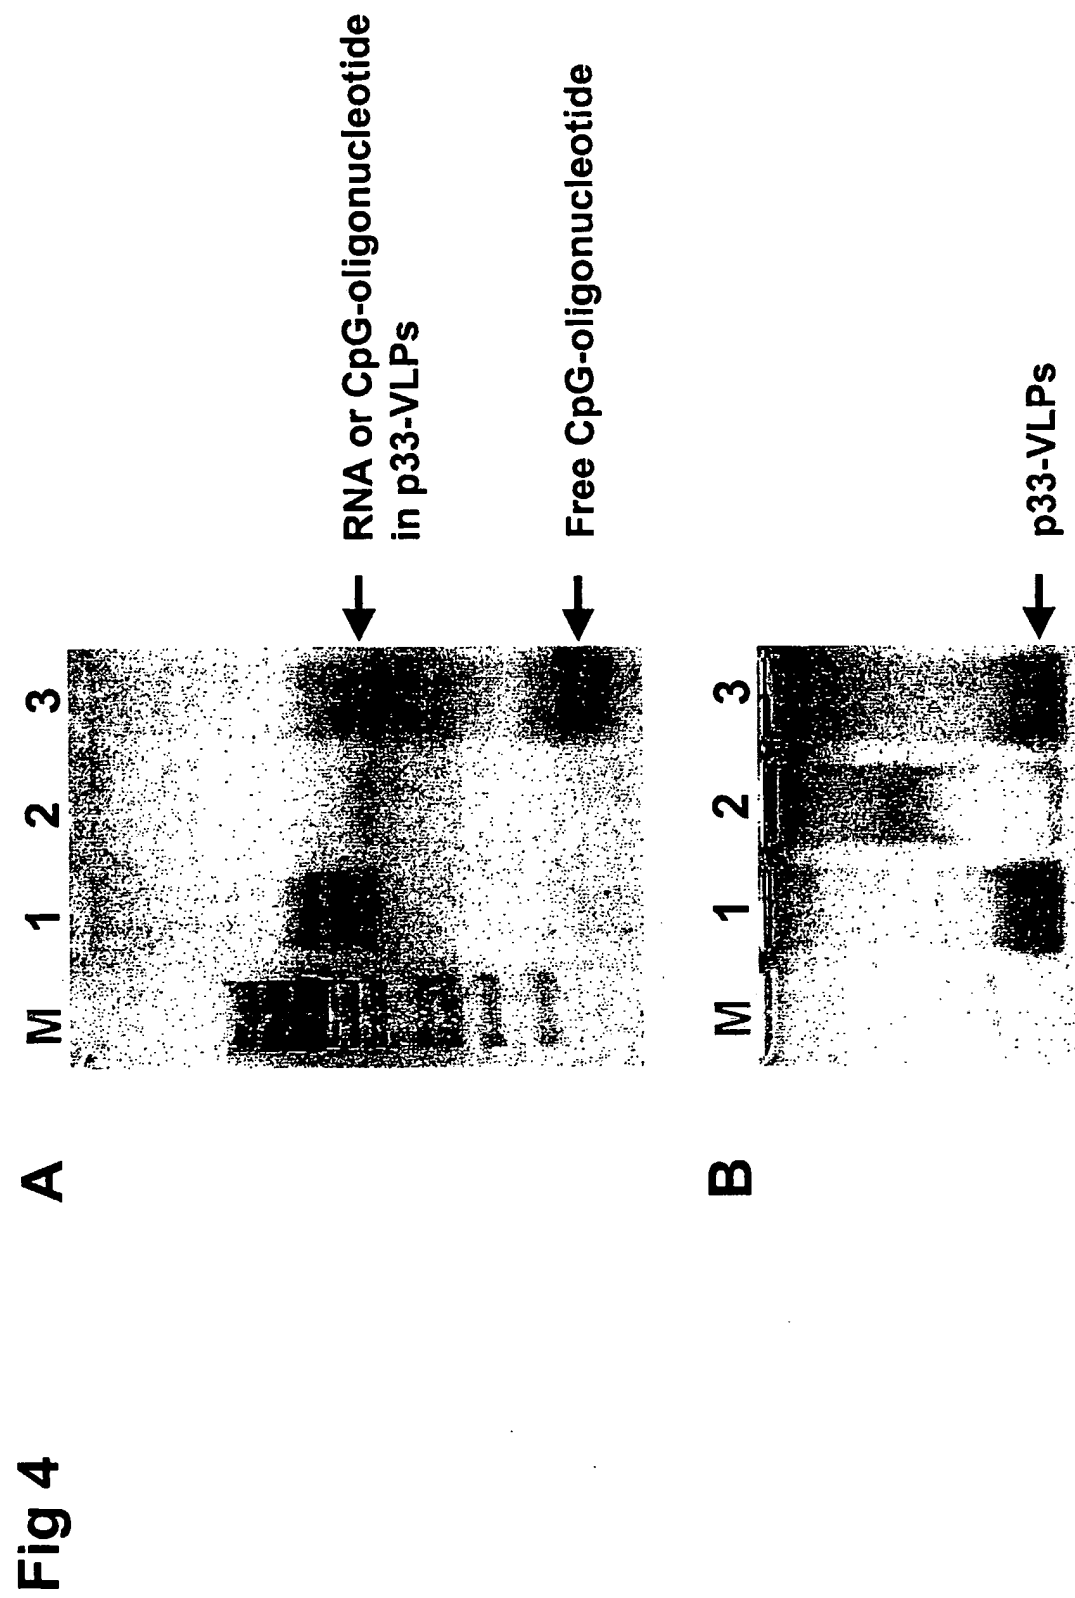 Fig 4
A
M 1 2 3
RNA or CpG-oligonucleotide
in p33-VLPs
Free CpG-oligonucleotide
B
M 1 2 3
p33-VLPs